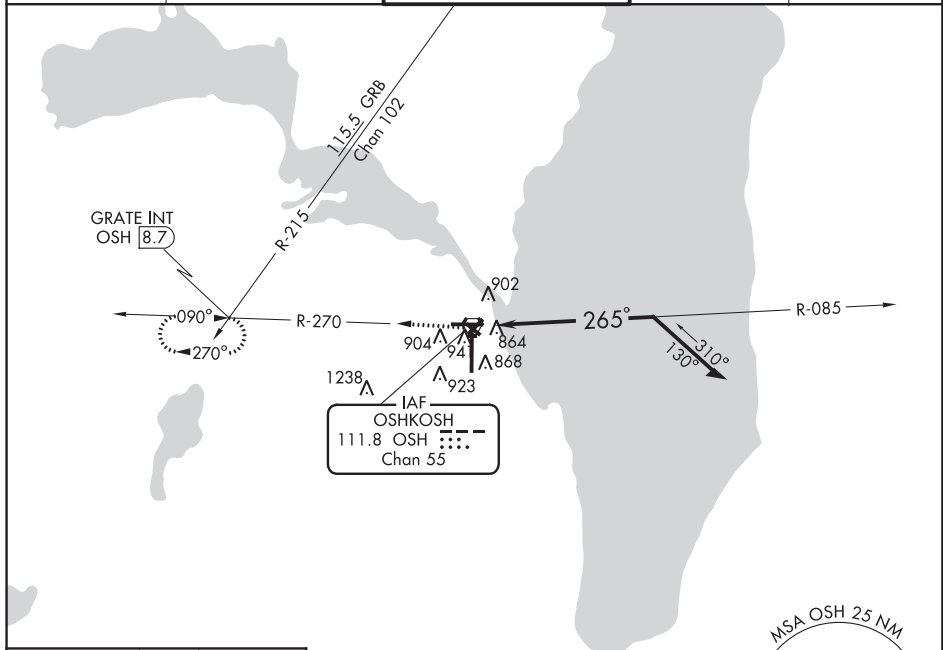 115.5 GRB
Chan 102
R-215
GRATE INT
OSH 8.7
090°
270°
R-270
902
904
941
864
868
923
1238
265°
R-085
310°
130°
IAF
OSHKOSH
111.8 OSH
Chan 55
MSA OSH 25 NM